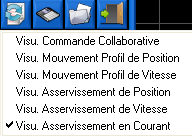 Visu. Commande Collaborative
Visu. Mouvement Profil de Position
Visu. Mouvement Profil de Vitesse
Visu. Asservissement de Position
Visu. Asservissement de Vitesse
Visu. Asservissement en Courant